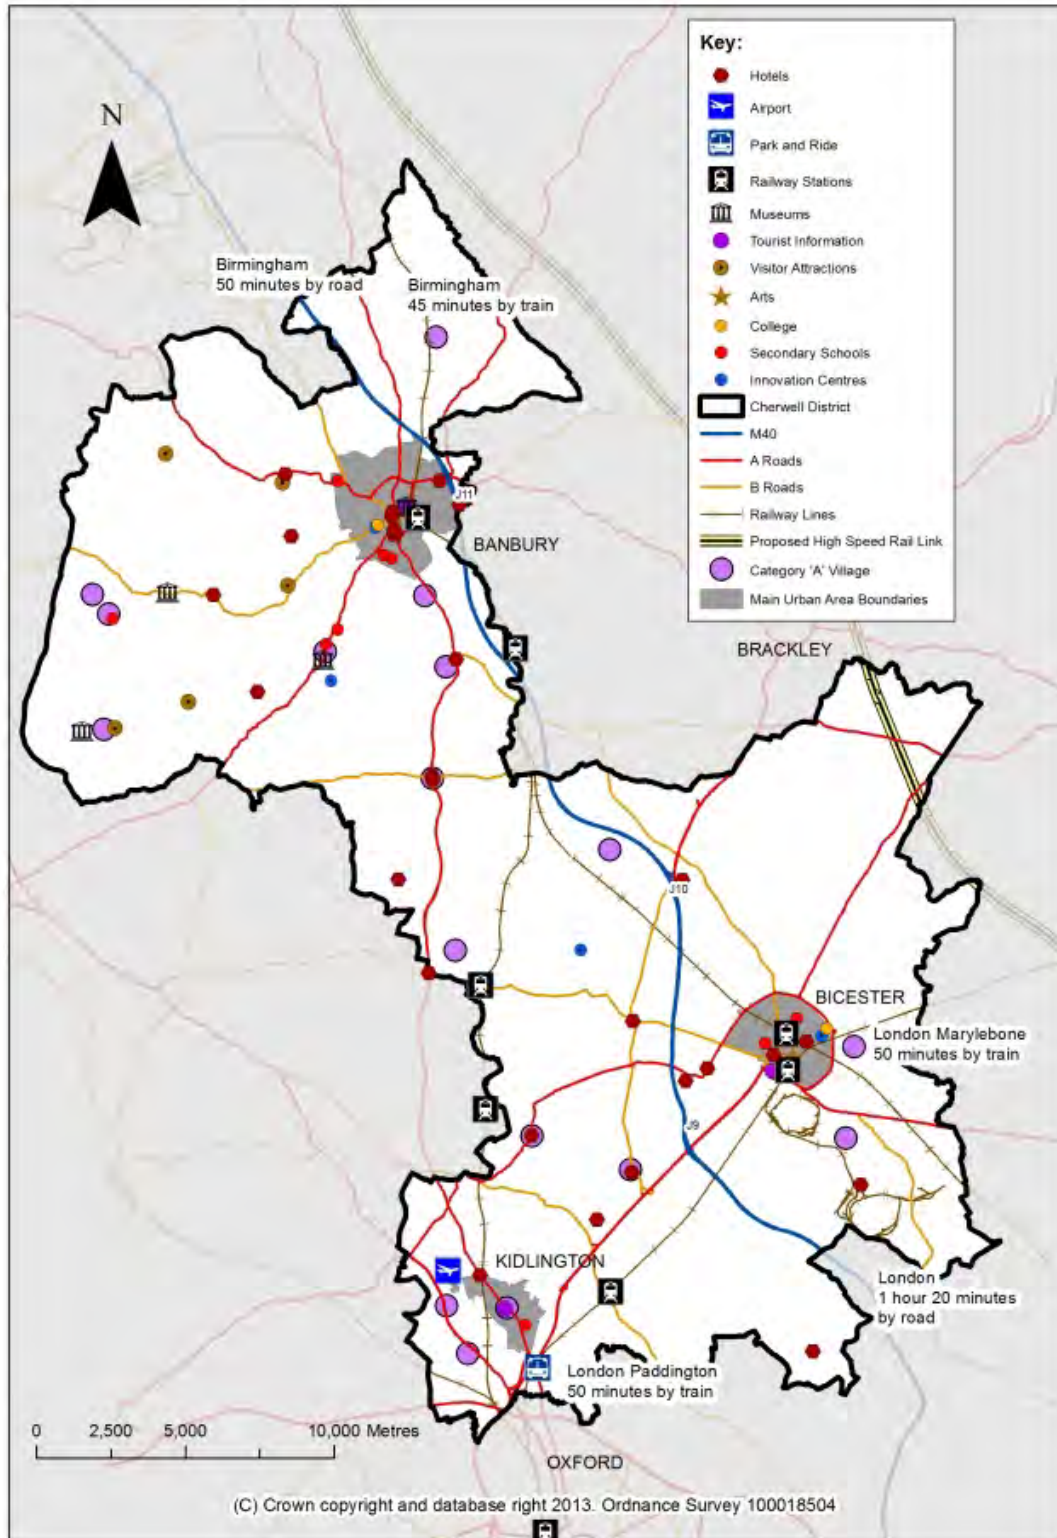 Key:
Hotels
Airport
Park and Ride
Railway Stations
Museums
Tourist Information
Visitor Attractions
Arts
College
Secondary Schools
Innovation Centres
Cherwell District
M40
A Roads
B Roads
Railway Lines
Proposed High Speed Rail Link
Category 'A' Village
Main Urban Area Boundaries
N
Birmingham
50 minutes by road
Birmingham
45 minutes by train
J11
BANBURY
BRACKLEY
J10
BICESTER
London Marylebone
50 minutes by train
J9
KIDLINGTON
London
1 hour 20 minutes
by road
London Paddington
50 minutes by train
0 2,500 5,000 10,000 Metres
OXFORD
(C) Crown copyright and database right 2013. Ordnance Survey 100018504